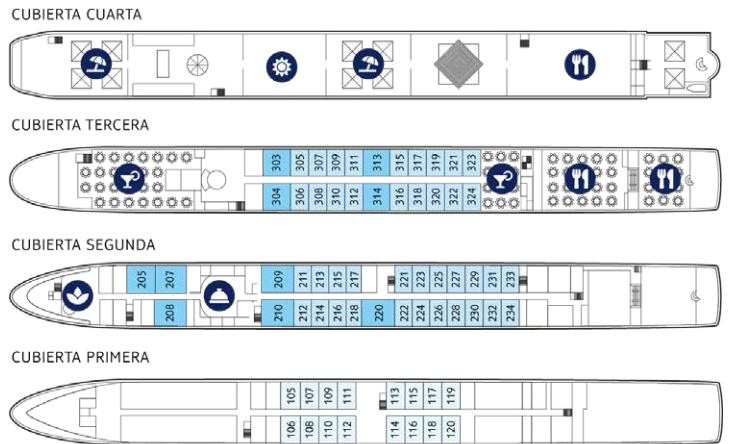 CUBIERTA CUARTA
CUBIERTA TERCERA
303 305 307 309 311 313 315 317 319 321 323
304 306 308 310 312 314 316 318 320 322 324
CUBIERTA SEGUNDA
205 207 209 211 213 215 217 221 223 225 227 229 231 233
208 210 212 214 216 218 220 222 224 226 228 230 232 234
CUBIERTA PRIMERA
105 107 109 111 113 115 117 119
106 108 110 112 114 116 118 120